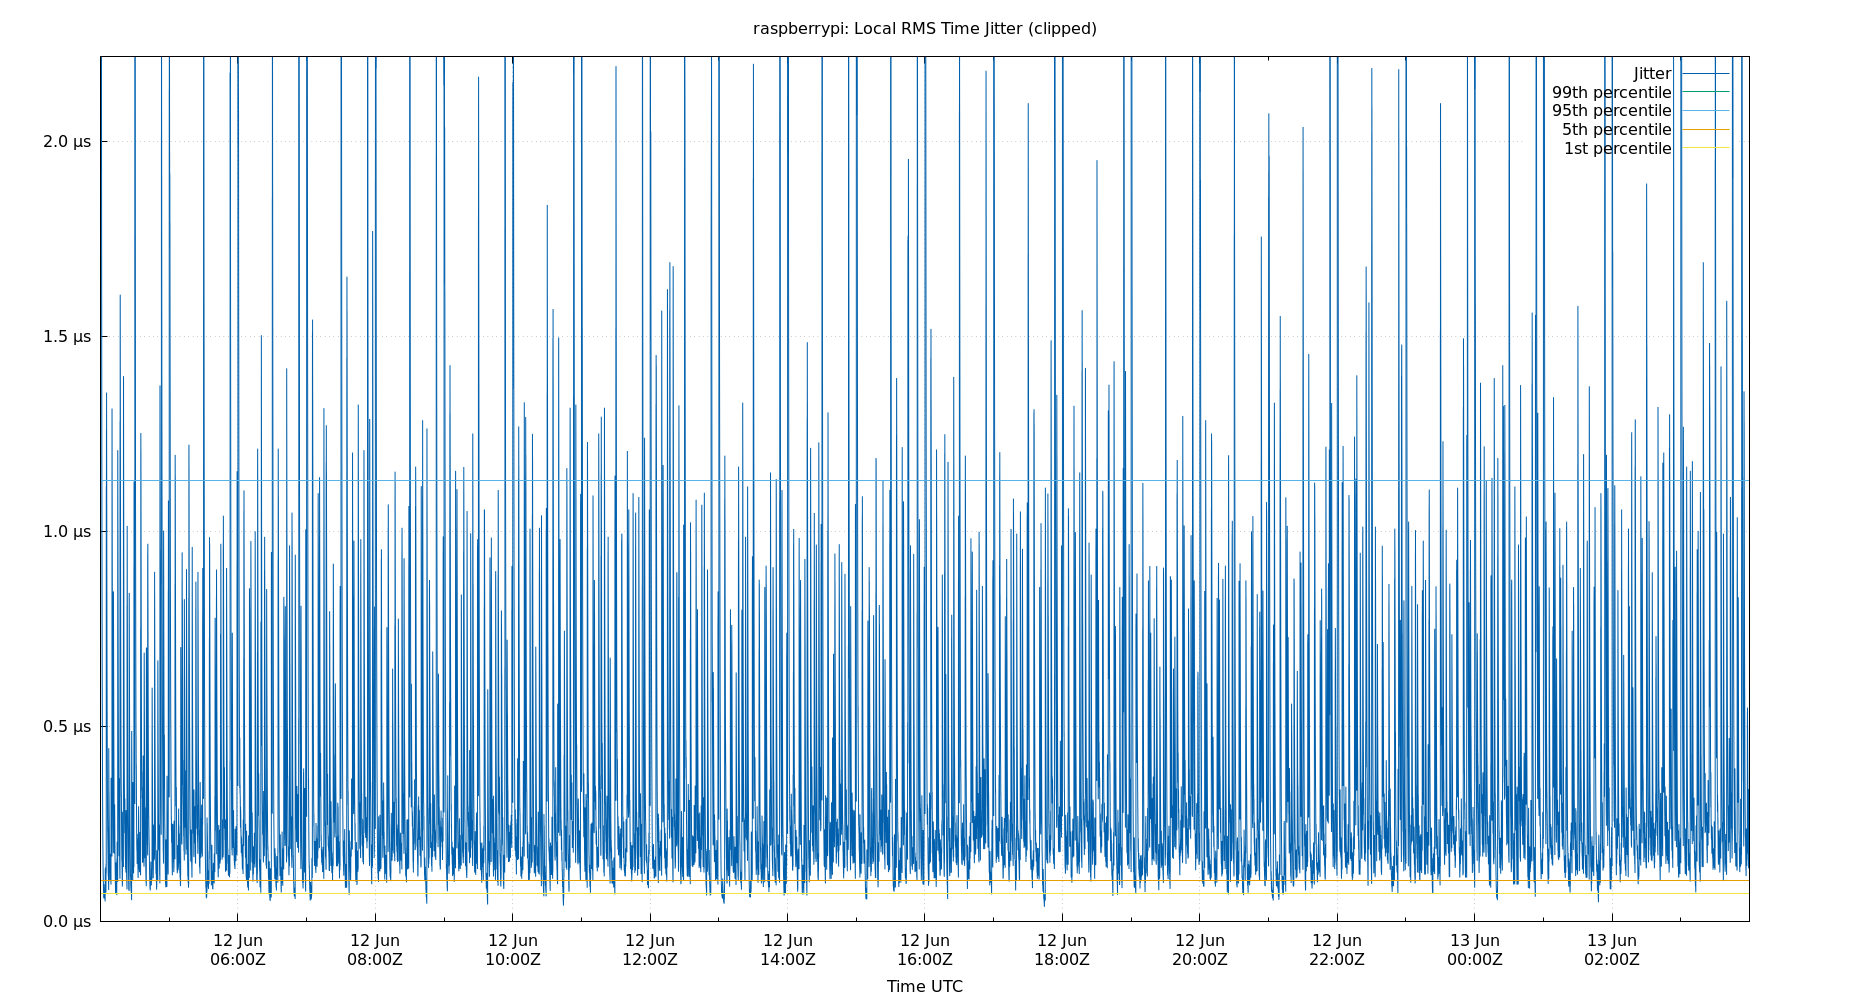 raspberrypi: Local RMS Time Jitter (clipped)
Jitter
99th percentile
95th percentile
5th percentile
1st percentile
2.0 μs
1.5 μs
1.0 μs
0.5 μs
0.0 μs
12 Jun 12 Jun 12 Jun 12 Jun 12 Jun 12 Jun 12 Jun 12 Jun 12 Jun 13 Jun 13 Jun
06:00Z 08:00Z 10:00Z 12:00Z 14:00Z 16:00Z 18:00Z 20:00Z 22:00Z 00:00Z 02:00Z
Time UTC